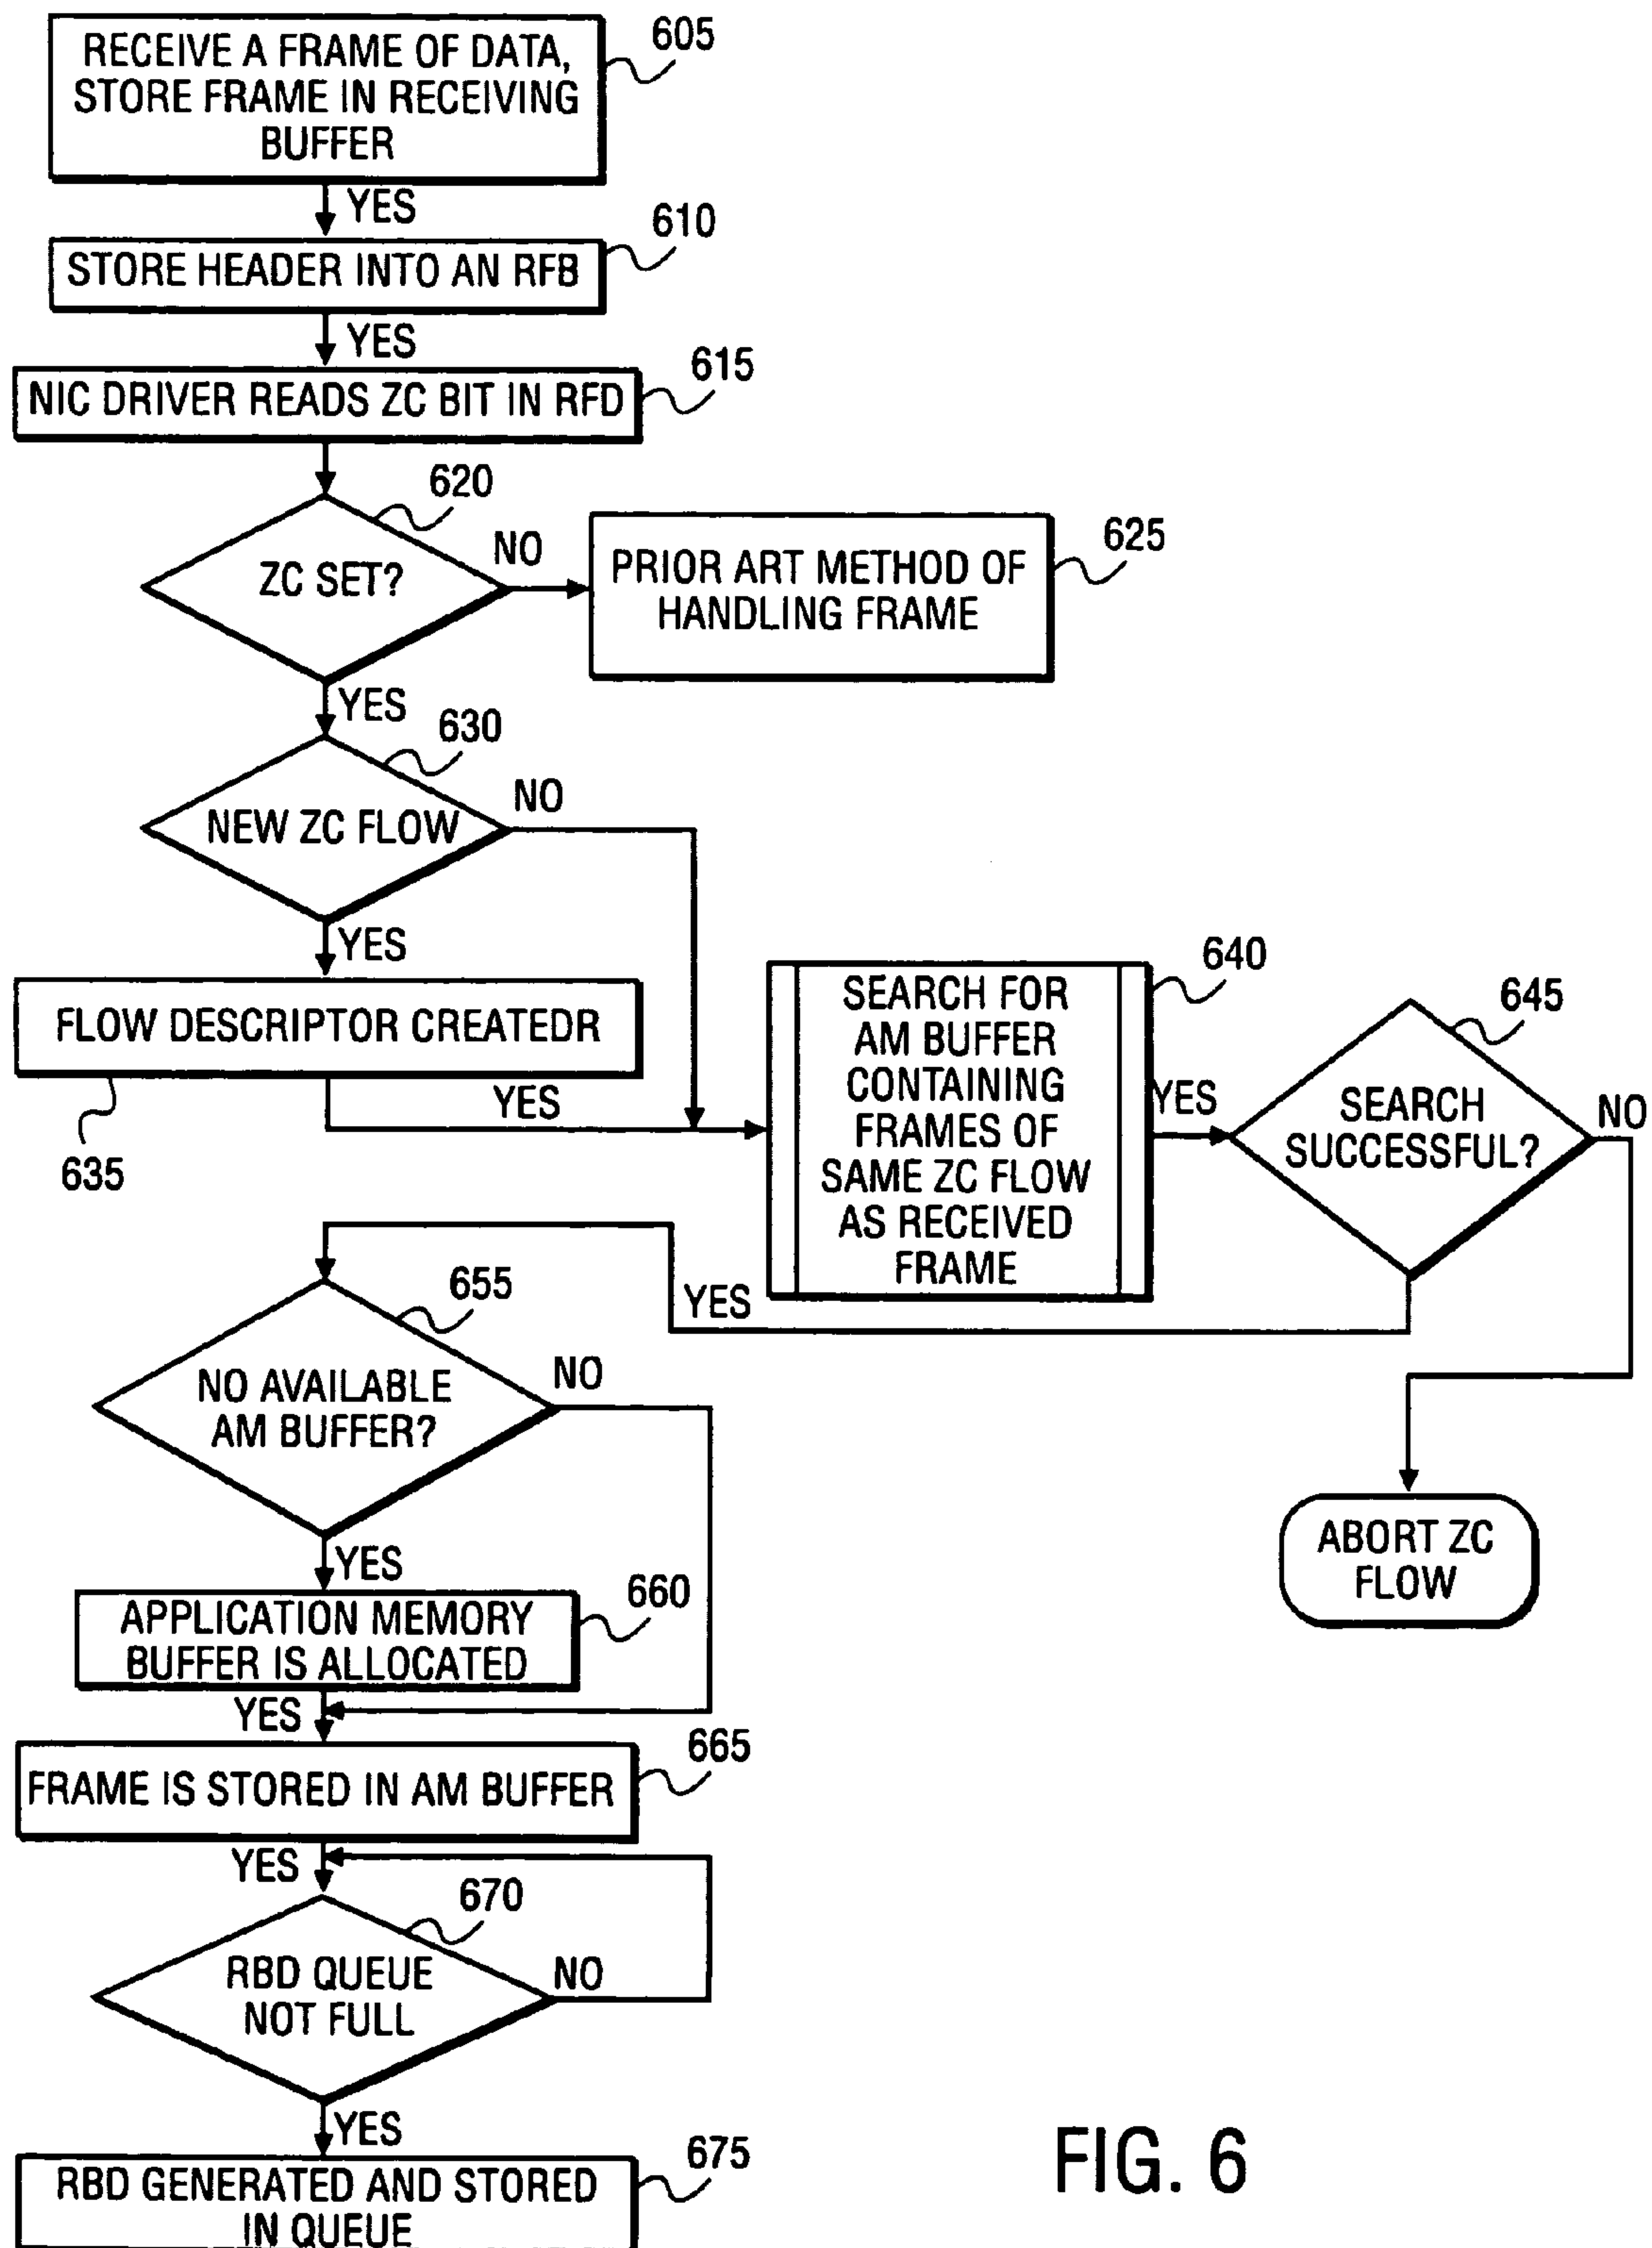 RECEIVE A FRAME OF DATA,
STORE FRAME IN RECEIVING
BUFFER
605
YES
STORE HEADER INTO AN RFB
610
YES
NIC DRIVER READS ZC BIT IN RFD
615
620
ZC SET?
NO
PRIOR ART METHOD OF
HANDLING FRAME
625
YES
630
NEW ZC FLOW
NO
YES
FLOW DESCRIPTOR CREATEDR
635
YES
SEARCH FOR
AM BUFFER
CONTAINING
FRAMES OF
SAME ZC FLOW
AS RECEIVED
FRAME
640
YES
645
SEARCH
SUCCESSFUL?
NO
YES
655
NO AVAILABLE
AM BUFFER?
NO
ABORT ZC
FLOW
YES
APPLICATION MEMORY
BUFFER IS ALLOCATED
660
YES
FRAME IS STORED IN AM BUFFER
665
YES
670
RBD QUEUE
NOT FULL
NO
YES
RBD GENERATED AND STORED
IN QUEUE
675
FIG. 6